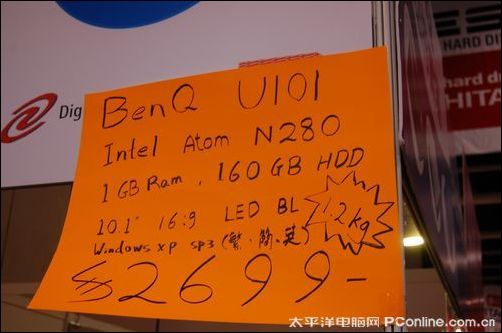 Dig
HARD DI
hard d
HITA
BenQ U101
Intel Atom N280
1GB Ram, 160GB HDD
10.1" 16:9 LED BL
1.2kg
Windows xp sp3 (繁,簡,英)
$2699-
太平洋电脑网 PConline.com.cn